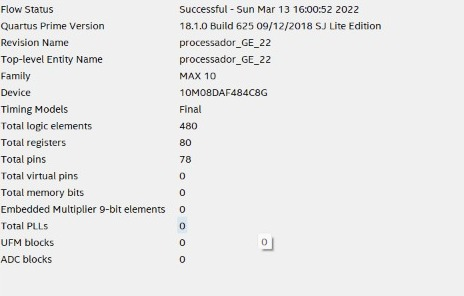 Flow Status Successful - Sun Mar 13 16:00:52 2022
Quartus Prime Version 18.1.0 Build 625 09/12/2018 SJ Lite Edition
Revision Name processador_GE_22
Top-level Entity Name processador_GE_22
Family MAX 10
Device 10M08DAF484C8G
Timing Models Final
Total logic elements 480
Total registers 80
Total pins 78
Total virtual pins 0
Total memory bits 0
Embedded Multiplier 9-bit elements 0
Total PLLs 0
UFM blocks 0 0
ADC blocks 0